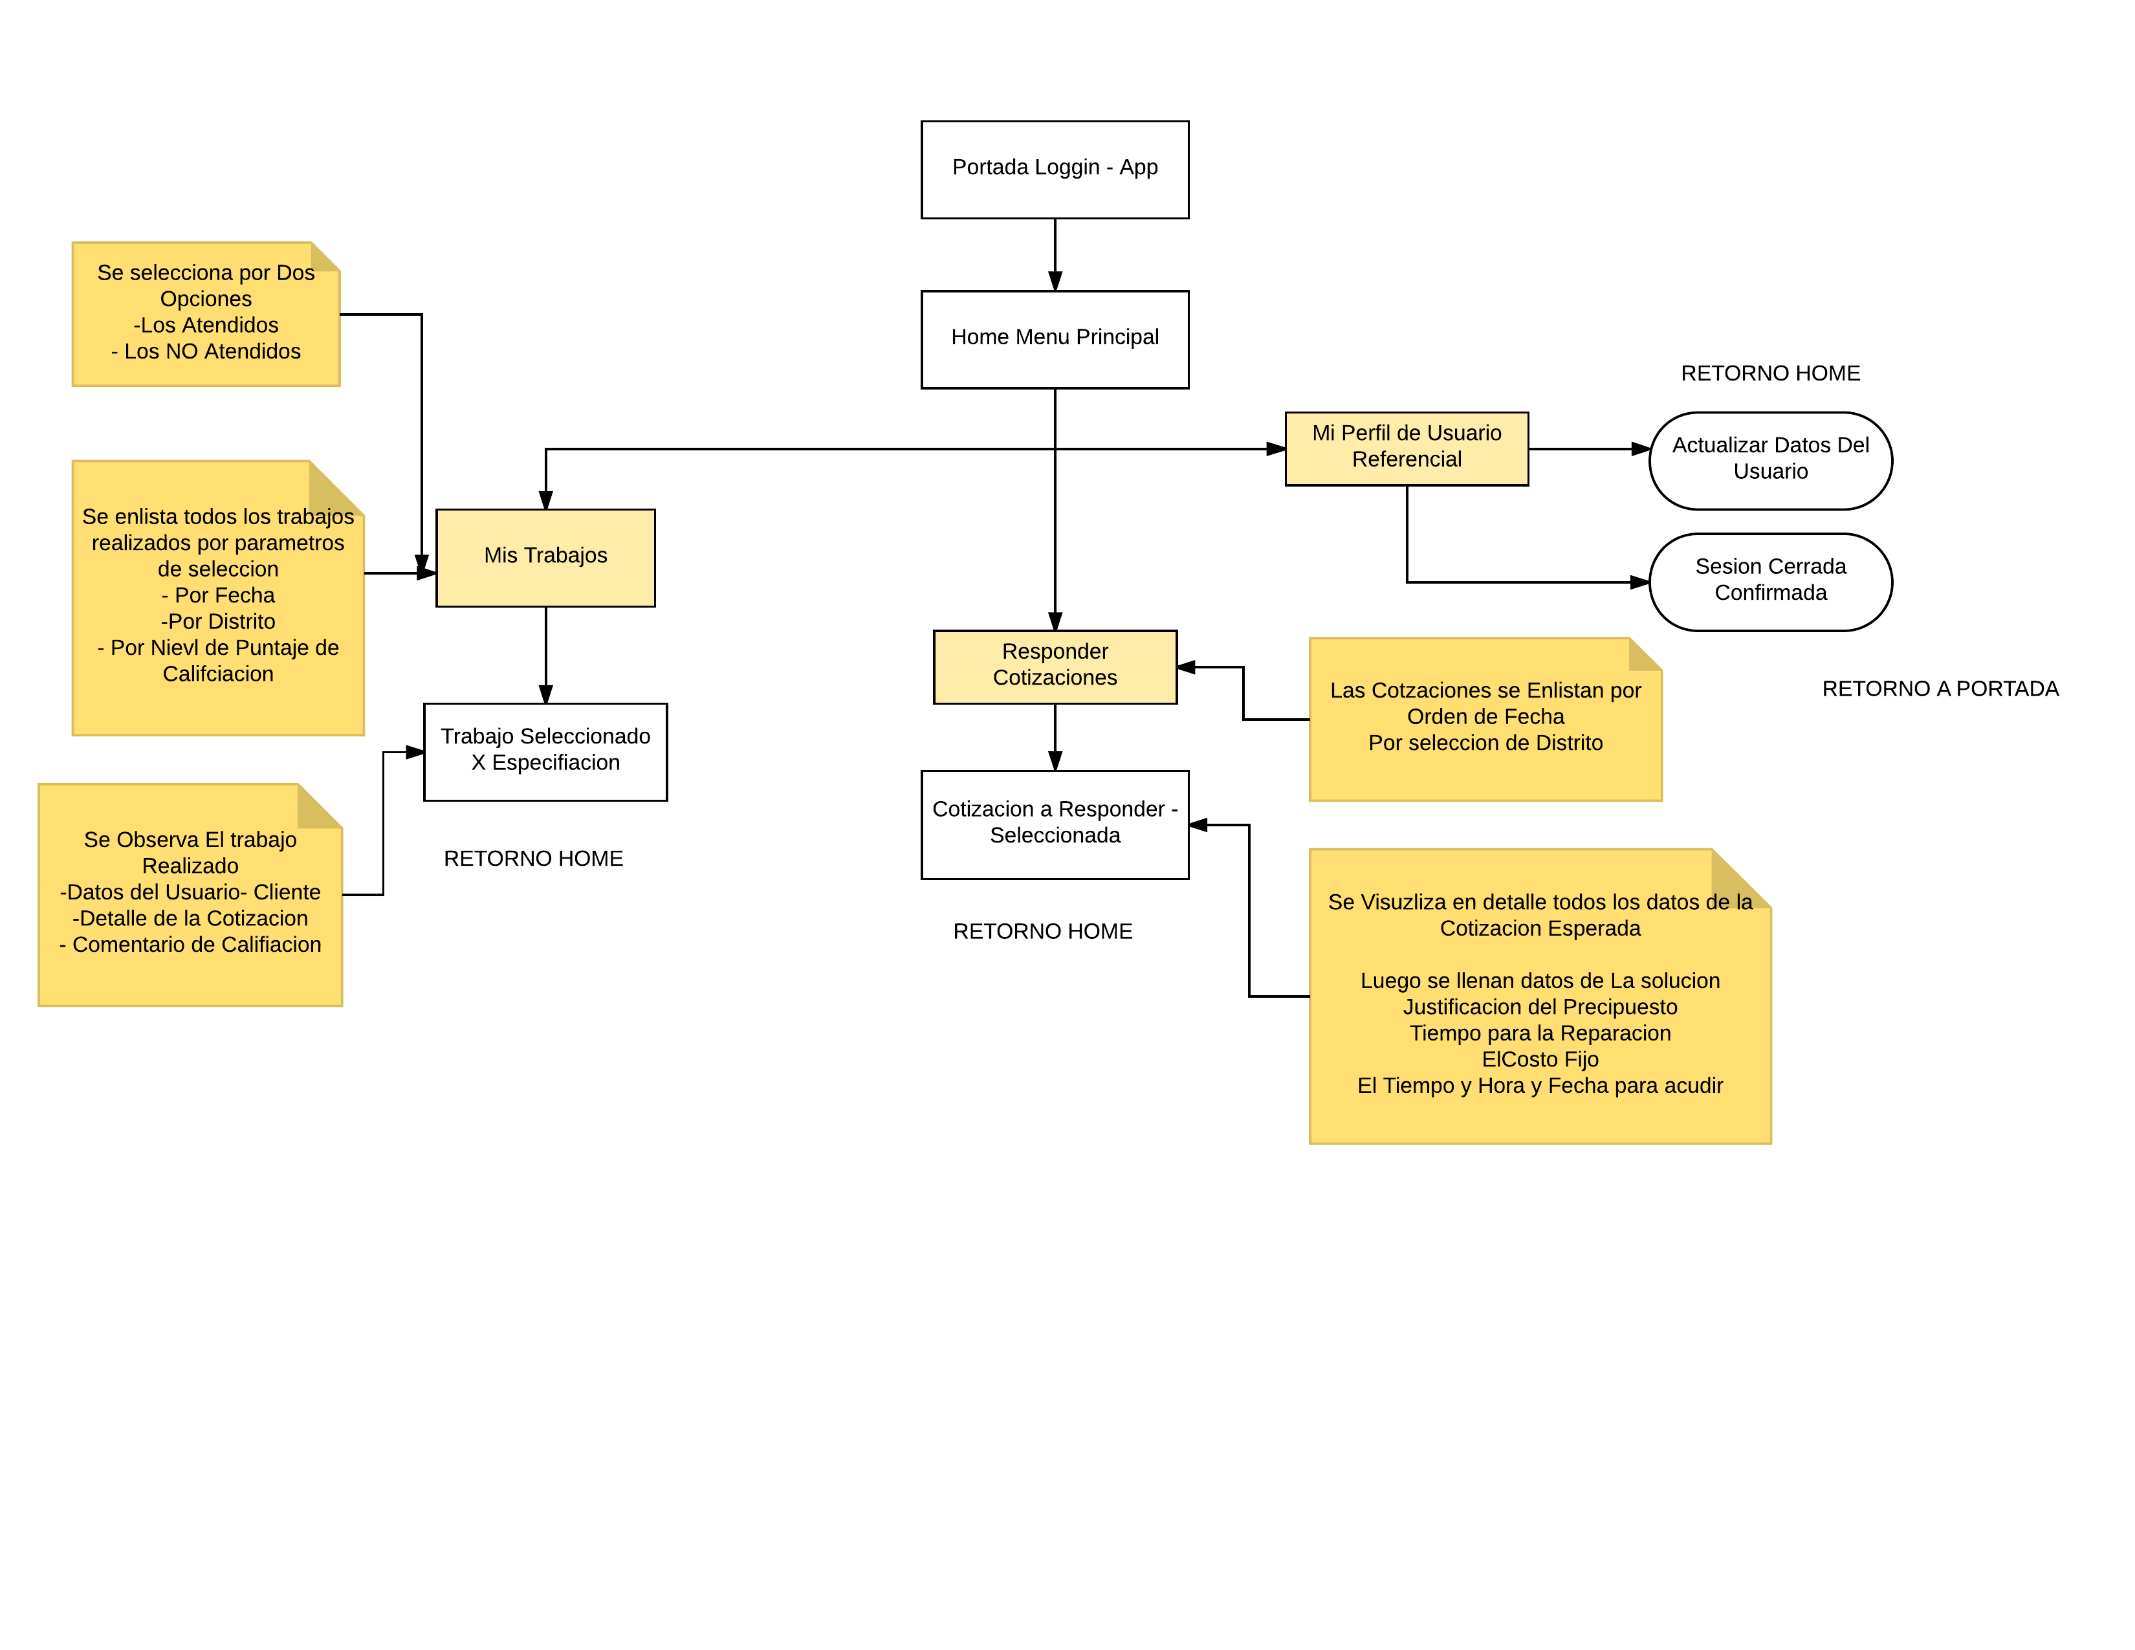 Portada Loggin - App
Home Menu Principal
Se selecciona por Dos
Opciones
-Los Atendidos
- Los NO Atendidos
RETORNO HOME
Mi Perfil de Usuario
Referencial
Actualizar Datos Del
Usuario
Se enlista todos los trabajos
realizados por parametros
de seleccion
- Por Fecha
-Por Distrito
- Por Nievl de Puntaje de
Califciacion
Mis Trabajos
Sesion Cerrada
Confirmada
Responder
Cotizaciones
Las Cotzaciones se Enlistan por
Orden de Fecha
Por seleccion de Distrito
RETORNO A PORTADA
Trabajo Seleccionado
X Especifiacion
Cotizacion a Responder -
Seleccionada
Se Observa El trabajo
Realizado
-Datos del Usuario- Cliente
-Detalle de la Cotizacion
- Comentario de Califiacion
RETORNO HOME
RETORNO HOME
Se Visuzliza en detalle todos los datos de la
Cotizacion Esperada
Luego se llenan datos de La solucion
Justificacion del Precipuesto
Tiempo para la Reparacion
ElCosto Fijo
El Tiempo y Hora y Fecha para acudir